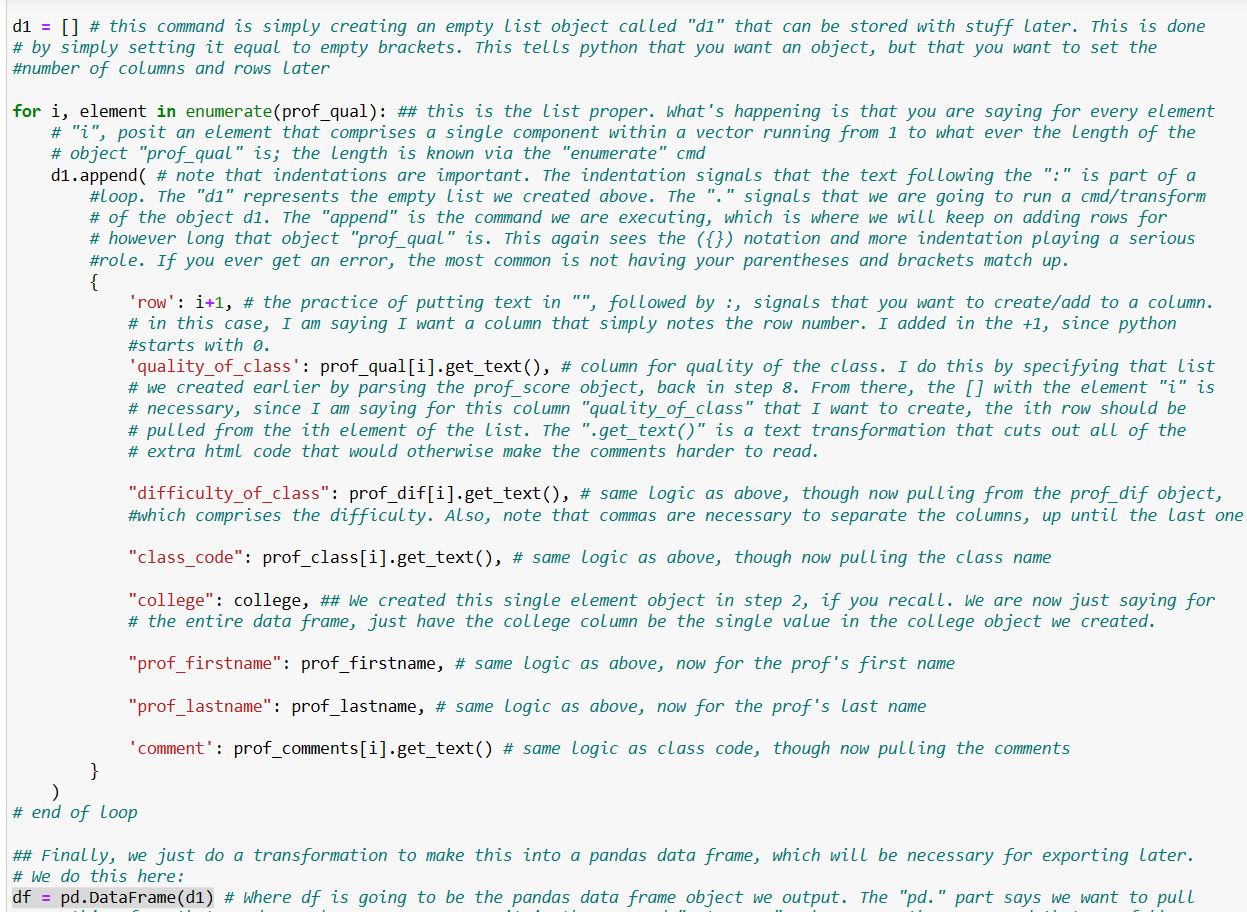 d1 = [] # this command is simply creating an empty list object called "d1" that can be stored with stuff later. This is done
# by simply setting it equal to empty brackets. This tells python that you want an object, but that you want to set the
#number of columns and rows later
for i, element in enumerate(prof_qual): ## this is the list proper. What's happening is that you are saying for every element
# "i", posit an element that comprises a single component within a vector running from 1 to what ever the length of the
# object "prof_qual" is; the length is known via the "enumerate" cmd
d1.append( # note that indentations are important. The indentation signals that the text following the ":" is part of a
#loop. The "d1" represents the empty list we created above. The "." signals that we are going to run a cmd/transform
# of the object d1. The "append" is the command we are executing, which is where we will keep on adding rows for
# however long that object "prof_qual" is. This again sees the ({}) notation and more indentation playing a serious
#role. If you ever get an error, the most common is not having your parentheses and brackets match up.
{
'row': i+1, # the practice of putting text in "", followed by :, signals that you want to create/add to a column.
# in this case, I am saying I want a column that simply notes the row number. I added in the +1, since python
#starts with 0.
'quality_of_class': prof_qual[i].get_text(), # column for quality of the class. I do this by specifying that list
# we created earlier by parsing the prof_score object, back in step 8. From there, the [] with the element "i" is
# necessary, since I am saying for this column "quality_of_class" that I want to create, the ith row should be
# pulled from the ith element of the list. The ".get_text()" is a text transformation that cuts out all of the
# extra html code that would otherwise make the comments harder to read.
"difficulty_of_class": prof_dif[i].get_text(), # same logic as above, though now pulling from the prof_dif object,
#which comprises the difficulty. Also, note that commas are necessary to separate the columns, up until the last one
"class_code": prof_class[i].get_text(), # same logic as above, though now pulling the class name
"college": college, ## We created this single element object in step 2, if you recall. We are now just saying for
# the entire data frame, just have the college column be the single value in the college object we created.
"prof_firstname": prof_firstname, # same logic as above, now for the prof's first name
"prof_lastname": prof_lastname, # same logic as above, now for the prof's last name
'comment': prof_comments[i].get_text() # same logic as class code, though now pulling the comments
}
)
# end of loop
## Finally, we just do a transformation to make this into a pandas data frame, which will be necessary for exporting later.
# We do this here:
df = pd.DataFrame(d1) # Where df is going to be the pandas data frame object we output. The "pd." part says we want to pull